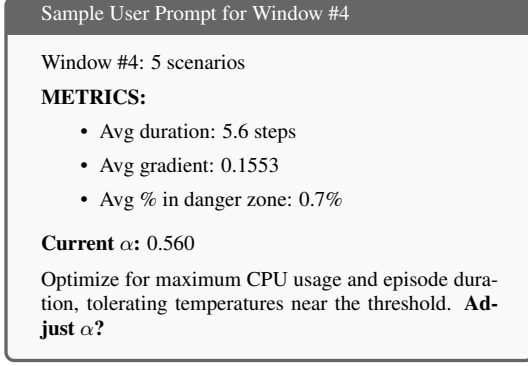 Sample User Prompt for Window #4
Window #4: 5 scenarios
METRICS:
• Avg duration: 5.6 steps
• Avg gradient: 0.1553
• Avg % in danger zone: 0.7%
Current α: 0.560
Optimize for maximum CPU usage and episode dura-
tion, tolerating temperatures near the threshold. Ad-
just α?